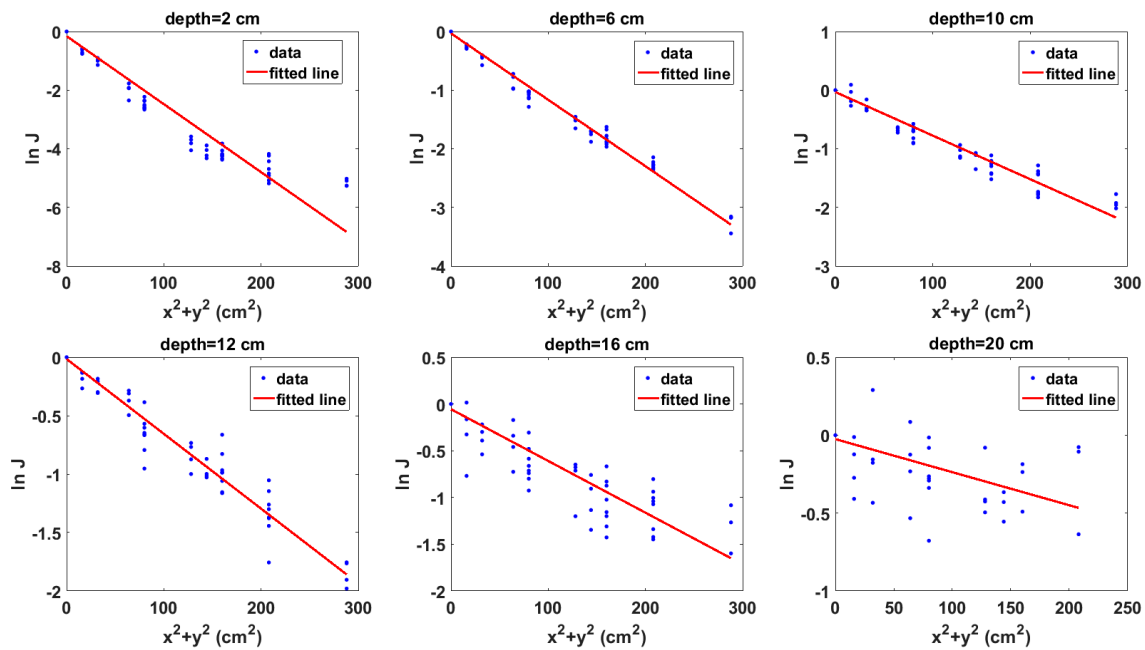 depth=2 cm
0
-2
-4
-6
-8
ln J
0
100
200
300
x²+y² (cm²)
data
fitted line
depth=6 cm
0
-1
-2
-3
-4
ln J
0
100
200
300
x²+y² (cm²)
data
fitted line
depth=10 cm
1
0
-1
-2
-3
ln J
0
100
200
300
x²+y² (cm²)
data
fitted line
depth=12 cm
0
-0.5
-1
-1.5
-2
ln J
0
100
200
300
x²+y² (cm²)
data
fitted line
depth=16 cm
0.5
0
-0.5
-1
-1.5
-2
ln J
0
100
200
300
x²+y² (cm²)
data
fitted line
depth=20 cm
0.5
0
-0.5
-1
ln J
0
50
100
150
200
250
x²+y² (cm²)
data
fitted line